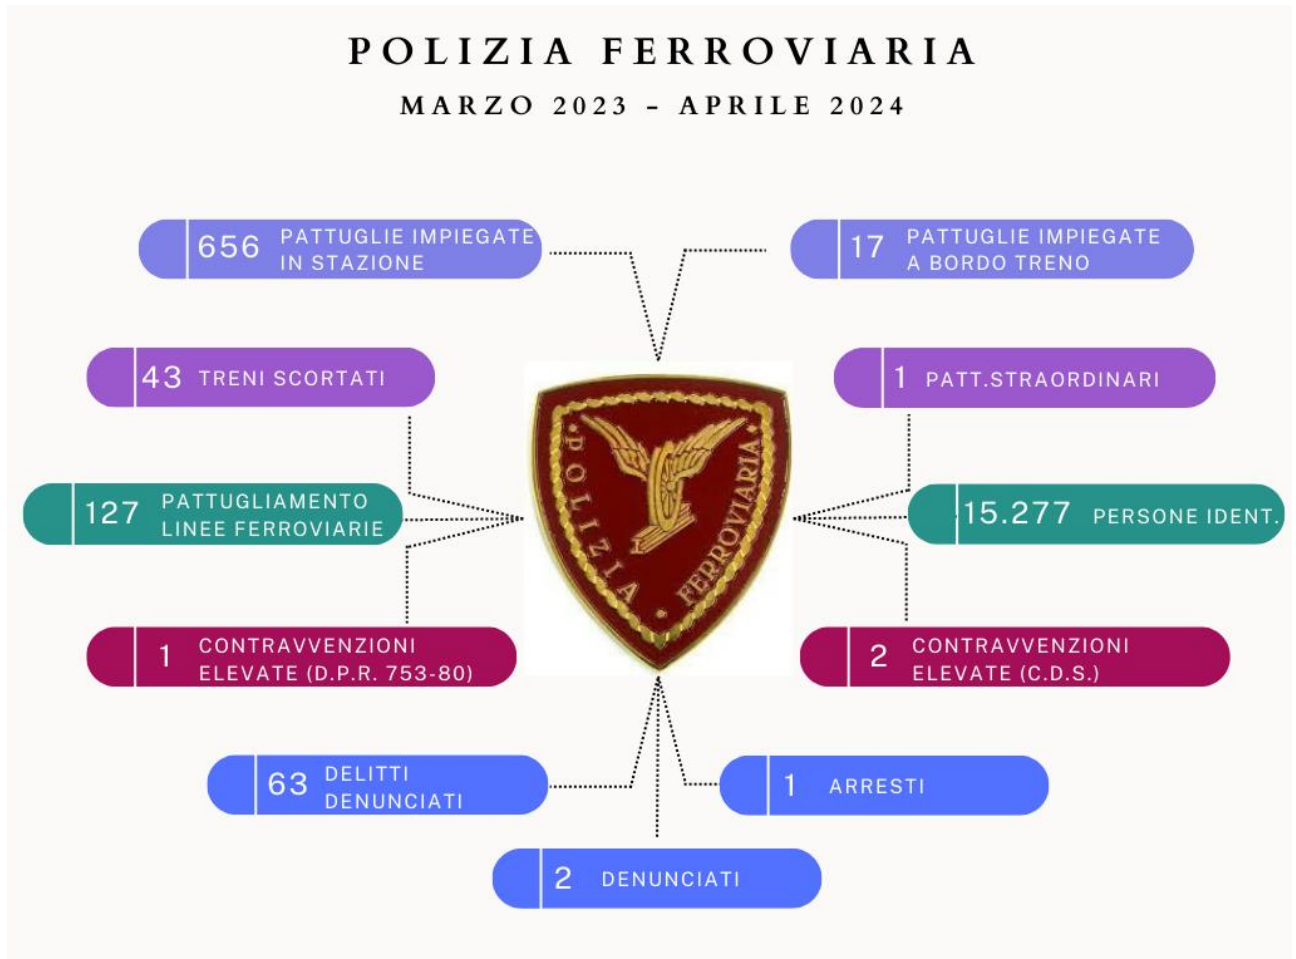 POLIZIA FERROVIARIA
MARZO 2023 – APRILE 2024
656 PATTUGLIE IMPIEGATE
IN STAZIONE
17 PATTUGLIE IMPIEGATE
A BORDO TRENO
43 TRENI SCORTATI
1 PATT.STRAORDINARI
POLIZIA • FERROVIARIA
127 PATTUGLIAMENTO
LINEE FERROVIARIE
15.277 PERSONE IDENT.
1 CONTRAVVENZIONI
ELEVATE (D.P.R. 753-80)
2 CONTRAVVENZIONI
ELEVATE (C.D.S.)
63 DELITTI
DENUNCIATI
1 ARRESTI
2 DENUNCIATI